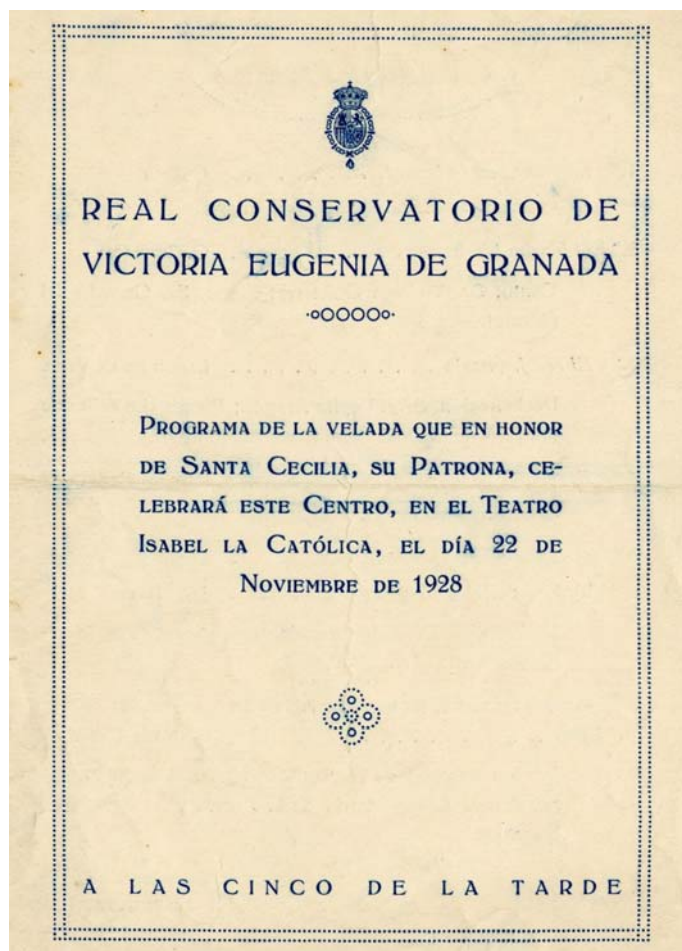 REAL CONSERVATORIO DE
VICTORIA EUGENIA DE GRANADA
PROGRAMA DE LA VELADA QUE EN HONOR
DE SANTA CECILIA, SU PATRONA, CE-
LEBRARÁ ESTE CENTRO, EN EL TEATRO
ISABEL LA CATÓLICA, EL DÍA 22 DE
NOVIEMBRE DE 1928
A LAS CINCO DE LA TARDE